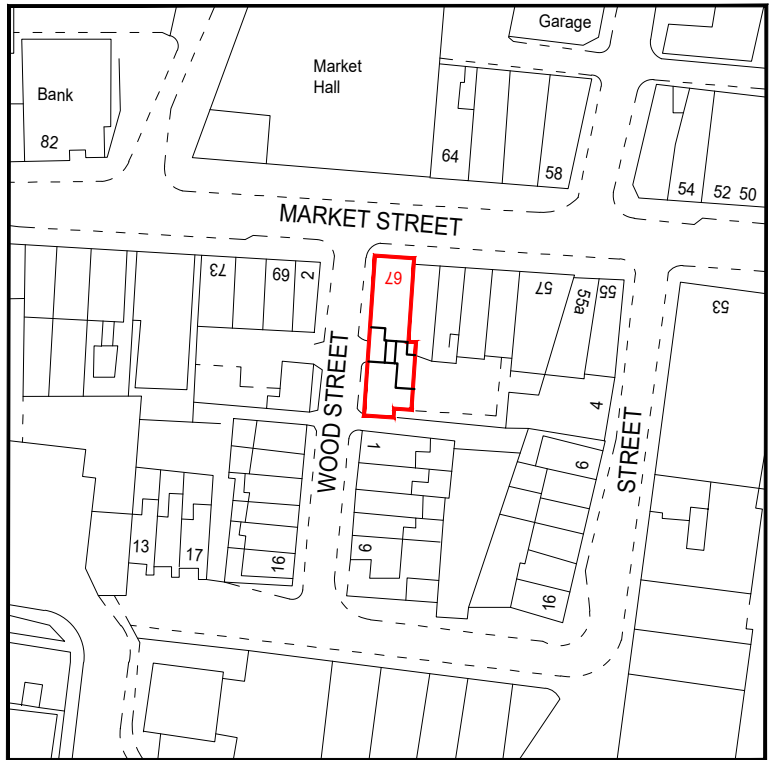 Garage
Market
Hall
Bank
82
64
58
54
52
50
MARKET STREET
73
69
2
67
57
55a
55
53
WOOD STREET
4
STREET
1
6
13
17
16
9
16